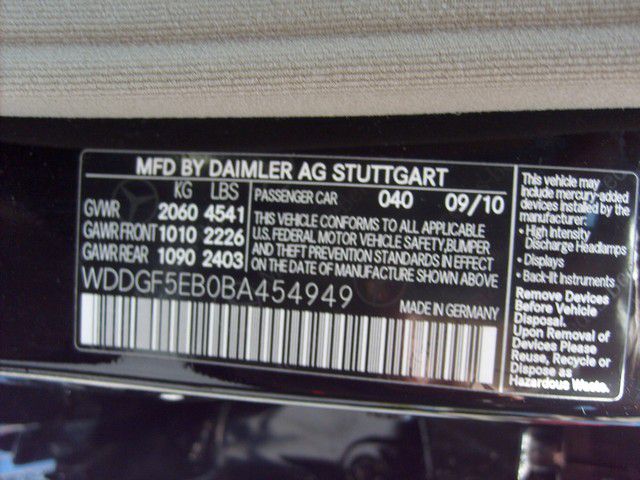 MFD BY DAIMLER AG STUTTGART
KG LBS
GVWR 2060 4541
GAWR FRONT 1010 2226
GAWR REAR 1090 2403
PASSENGER CAR 040 09/10
THIS VEHICLE CONFORMS TO ALL APPLICABLE
U.S. FEDERAL MOTOR VEHICLE SAFETY,BUMPER
AND THEFT PREVENTION STANDARDS IN EFFECT
ON THE DATE OF MANUFACTURE SHOWN ABOVE
WDDGF5EB0BA454949
MADE IN GERMANY
This vehicle may
include mercury-added
devices installed by the
manufacturer:
• High Intensity
Discharge Headlamps
• Displays
• Back-lit Instruments
Remove Devices
Before Vehicle
Disposal.
Upon Removal of
Devices Please
Reuse, Recycle or
Dispose as
Hazardous Waste.